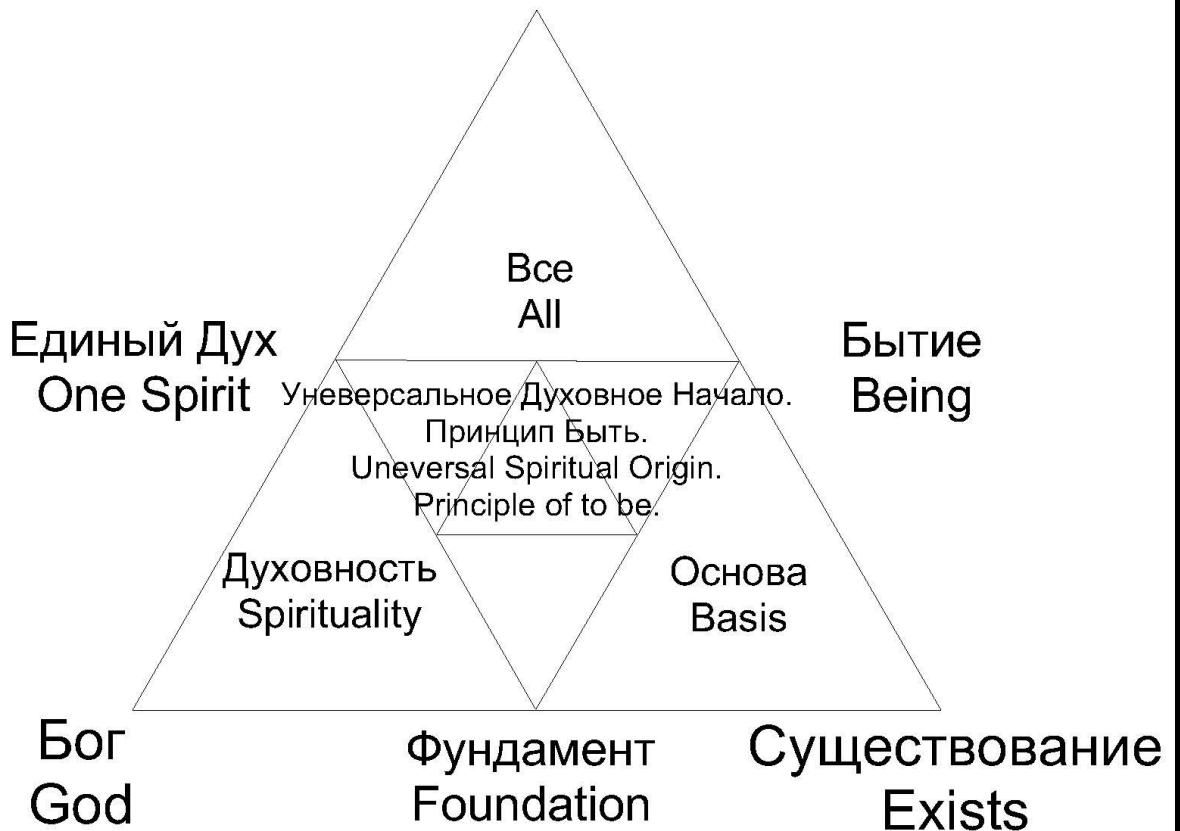 Все
All
Единый Дух
One Spirit
Бытие
Being
Уневерсальное Духовное Начало.
Принцип Быть.
Uneversal Spiritual Origin.
Principle of to be.
Духовность
Spirituality
Основа
Basis
Бог
God
Фундамент
Foundation
Существование
Exists